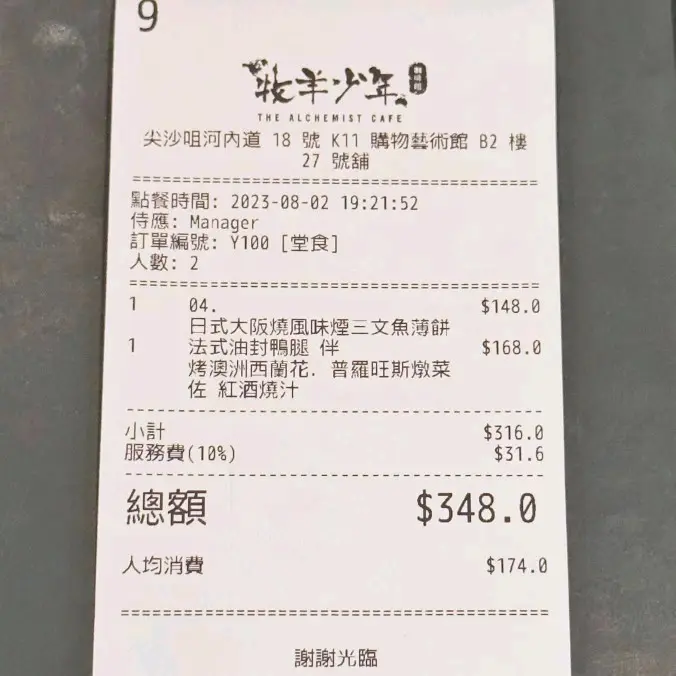 9
牧羊少年
THE ALCHEMIST CAFE
尖沙咀河內道 18 號 K11 購物藝術館 B2 樓
27 號舖
點餐時間: 2023-08-02 19:21:52
侍應: Manager
訂單編號: Y100 [堂食]
人數: 2
1 04. $148.0
日式大阪燒風味煙三文魚薄餅
1 法式油封鴨腿 伴 $168.0
烤澳洲西蘭花. 普羅旺斯燉菜
佐 紅酒燒汁
小計 $316.0
服務費(10%) $31.6
總額 $348.0
人均消費 $174.0
謝謝光臨